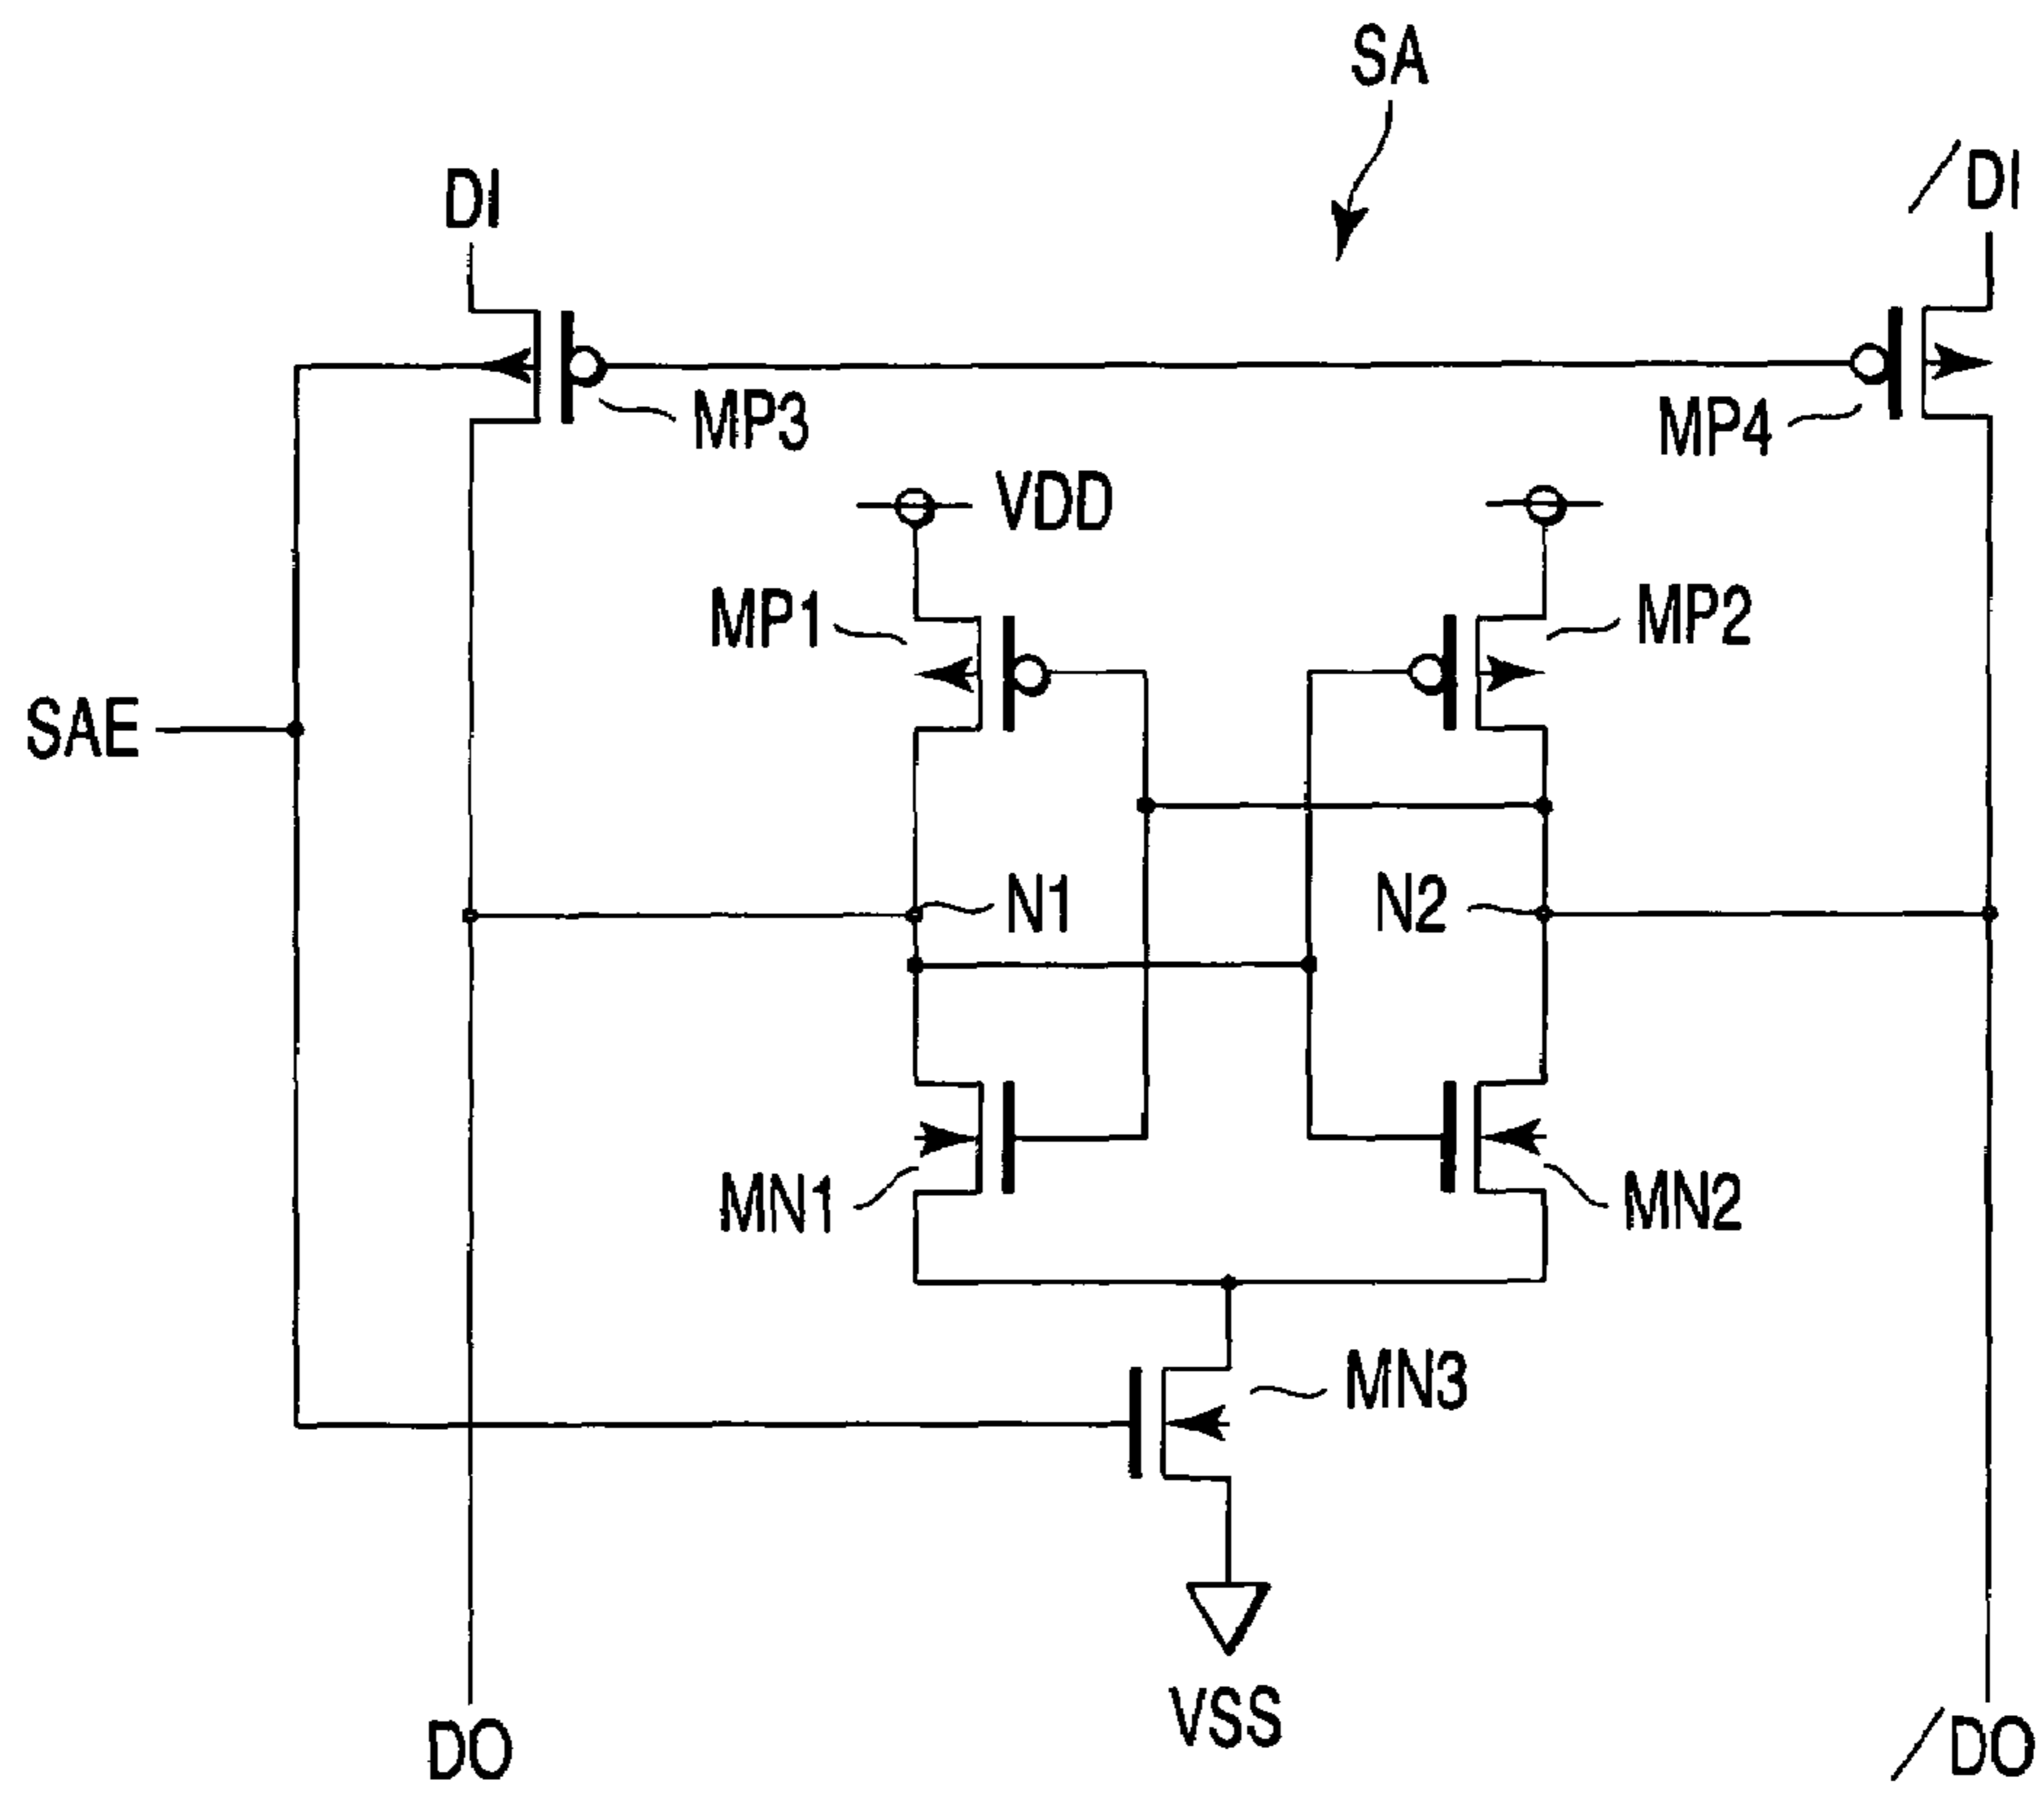 SA
DI
/DI
MP3
MP4
VDD
MP1
MP2
SAE
N1
N2
MN1
MN2
MN3
VSS
DO
/DO